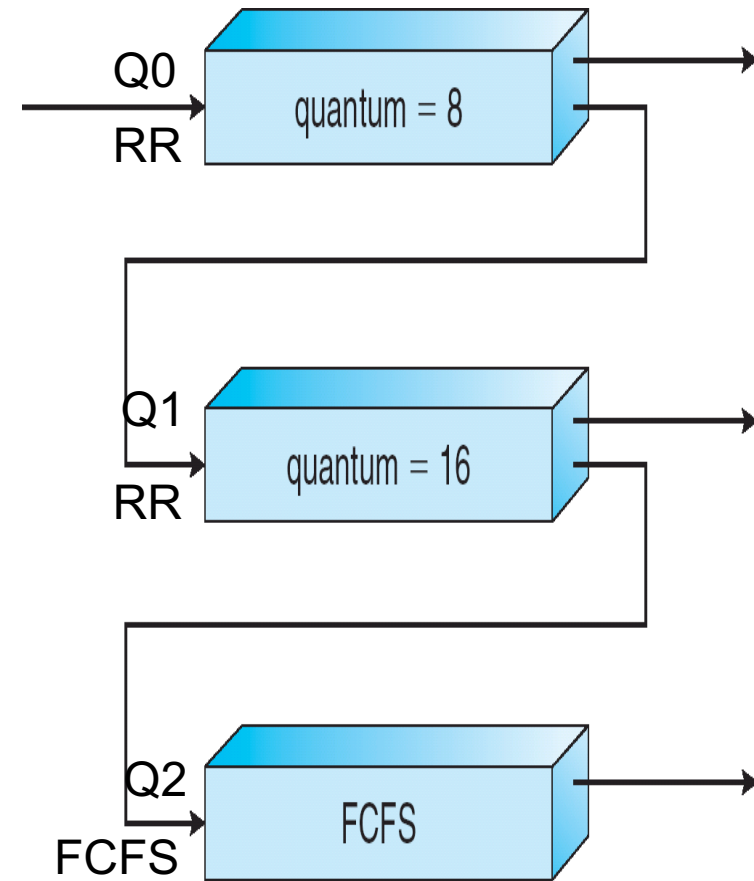 Q0
quantum = 8
RR
Q1
quantum = 16
RR
Q2
FCFS
FCFS